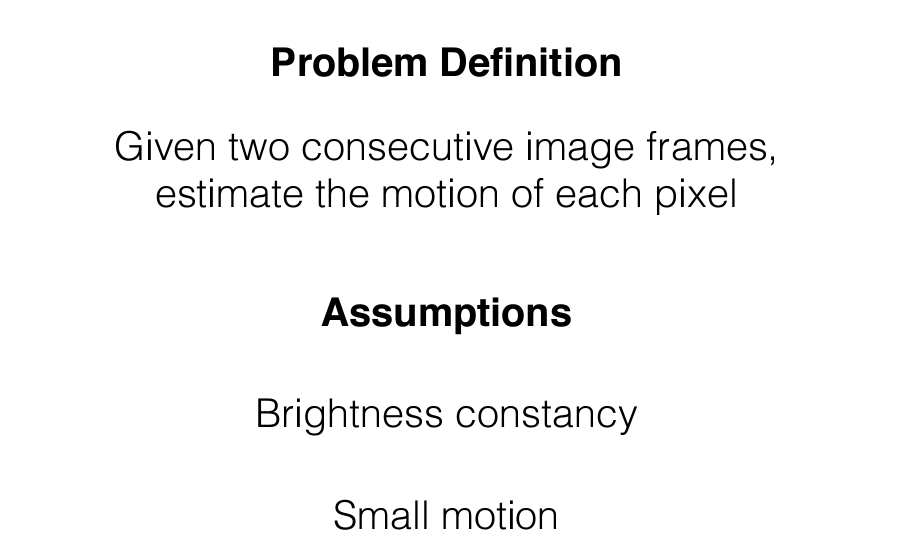 Problem Definition
Given two consecutive image frames,
estimate the motion of each pixel
Assumptions
Brightness constancy
Small motion